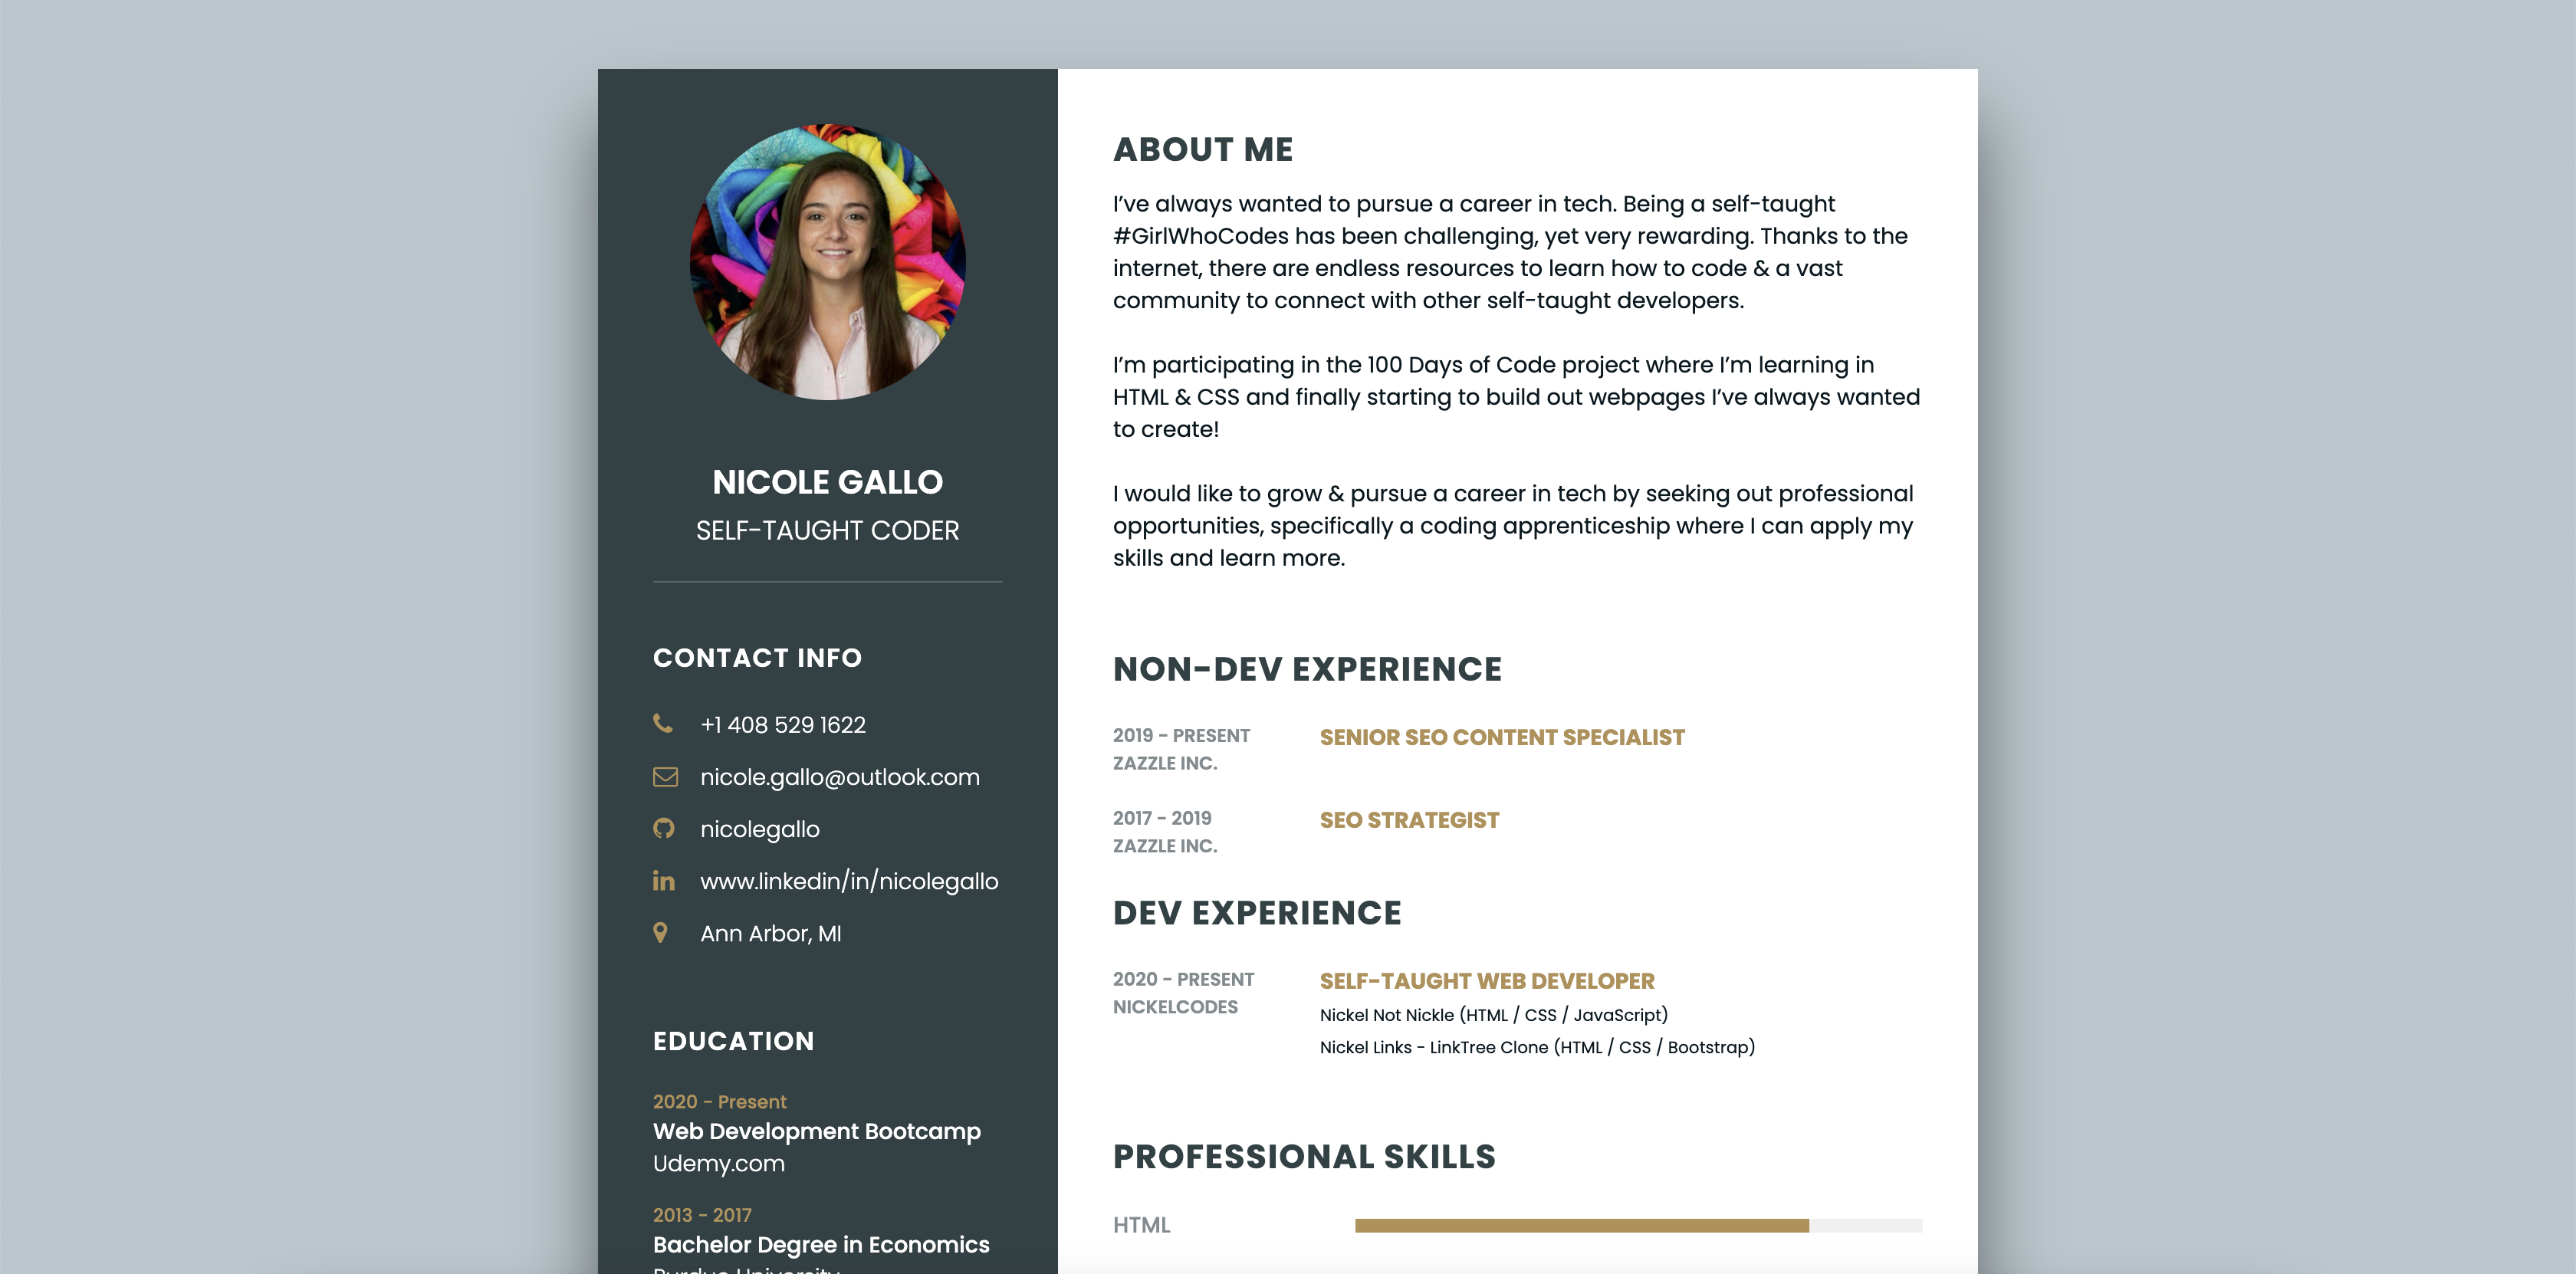 NICOLE GALLO
SELF-TAUGHT CODER
CONTACT INFO
+1 408 529 1622
nicole.gallo@outlook.com
nicolegallo
www.linkedin/in/nicolegallo
Ann Arbor, MI
EDUCATION
2020 - Present
Web Development Bootcamp
Udemy.com
2013 - 2017
Bachelor Degree in Economics
Purdue University
ABOUT ME
I’ve always wanted to pursue a career in tech. Being a self-taught
#GirlWhoCodes has been challenging, yet very rewarding. Thanks to the
internet, there are endless resources to learn how to code & a vast
community to connect with other self-taught developers.
I’m participating in the 100 Days of Code project where I’m learning in
HTML & CSS and finally starting to build out webpages I’ve always wanted
to create!
I would like to grow & pursue a career in tech by seeking out professional
opportunities, specifically a coding apprenticeship where I can apply my
skills and learn more.
NON-DEV EXPERIENCE
2019 - PRESENT
ZAZZLE INC.
SENIOR SEO CONTENT SPECIALIST
2017 - 2019
ZAZZLE INC.
SEO STRATEGIST
DEV EXPERIENCE
2020 - PRESENT
NICKELCODES
SELF-TAUGHT WEB DEVELOPER
Nickel Not Nickle (HTML / CSS / JavaScript)
Nickel Links - LinkTree Clone (HTML / CSS / Bootstrap)
PROFESSIONAL SKILLS
HTML